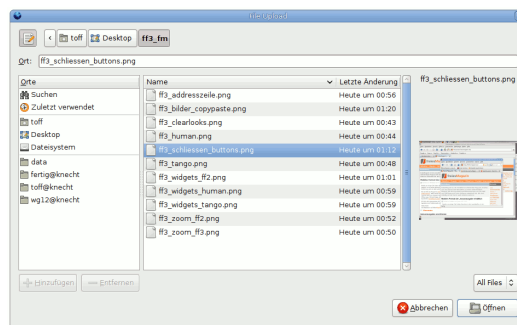 File Upload
toff Desktop ff3_fm
Ort: ff3_schliessen_buttons.png
Orte
Suchen
Zuletzt verwendet
toff
Desktop
Dateisystem
data
fertig@knecht
toff@knecht
wg12@knecht
Name Letzte Änderung
ff3_addresszeile.png Heute um 00:56
ff3_bilder_copypaste.png Heute um 01:20
ff3_clearlooks.png Heute um 00:43
ff3_human.png Heute um 00:44
ff3_schliessen_buttons.png Heute um 01:12
ff3_tango.png Heute um 00:48
ff3_widgets_ff2.png Heute um 01:01
ff3_widgets_human.png Heute um 00:59
ff3_widgets_tango.png Heute um 00:59
ff3_zoom_ff2.png Heute um 00:52
ff3_zoom_ff3.png Heute um 00:50
ff3_schliessen_buttons.png
Hinzufügen Entfernen
All Files
Abbrechen Öffnen